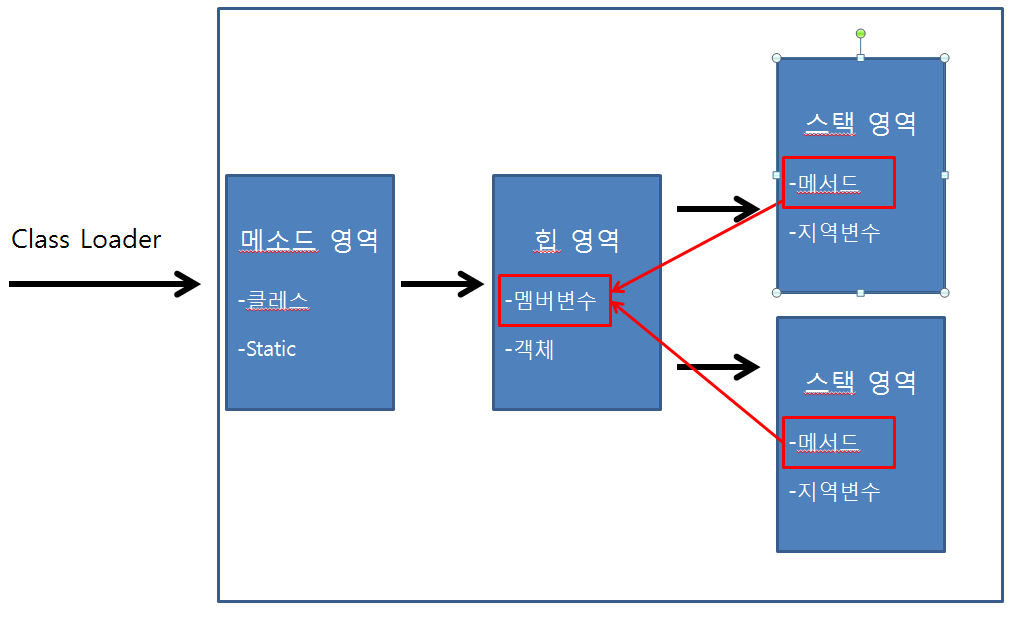 Class Loader
메소드 영역
-클레스
-Static
힙 영역
-멤버변수
-객체
스택 영역
-메서드
-지역변수
스택 영역
-메서드
-지역변수